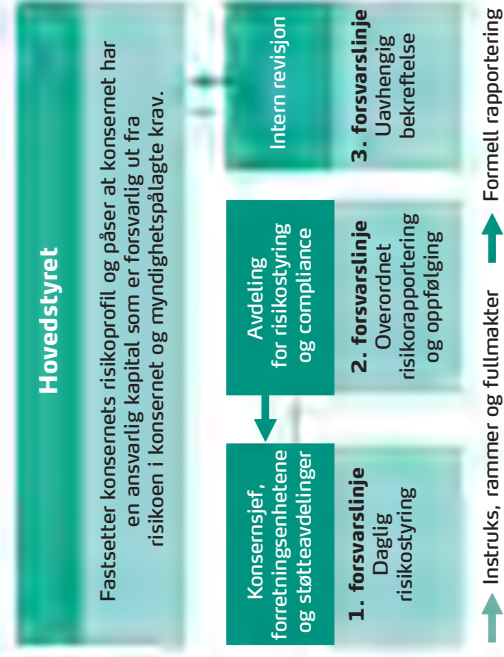 Hovedstyret
Fastsetter konsernets risikoprofil og påser at konsernet har
en ansvarlig kapital som er forsvarlig ut fra
risikoen i konsernet og myndighetspålagte krav.
Konsernsjef,
forretningsenhetene
og støtteavdelinger
1. forsvarslinje
Daglig
risikostyring
Avdeling
for risikostyring
og compliance
2. forsvarslinje
Overordnet
risikorapportering
og oppfølging
Intern revisjon
3. forsvarslinje
Uavhengig
bekreftelse
Instruks, rammer og fullmakter
Formell rapportering